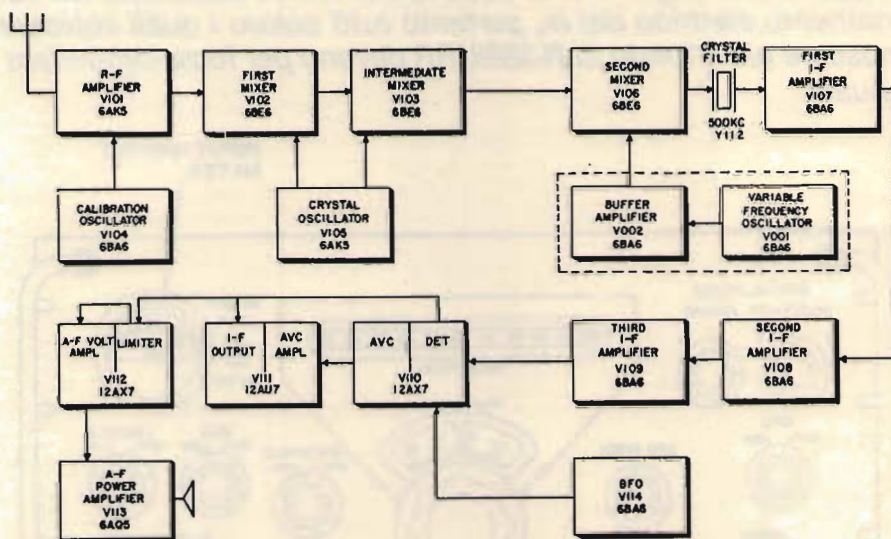 R-F
AMPLIFIER
V101
6AK5
FIRST
MIXER
V102
6BE6
INTERMEDIATE
MIXER
V103
6BE6
SECOND
MIXER
V106
6BE6
CRYSTAL
FILTER
500KC
Y112
FIRST
I-F
AMPLIFIER
V107
6BA6
CALIBRATION
OSCILLATOR
V104
6BA6
CRYSTAL
OSCILLATOR
V105
6AK5
BUFFER
AMPLIFIER
V002
6BA6
VARIABLE
FREQUENCY
OSCILLATOR
V001
6BA6
A-F VOLT
AMPL
LIMITER
V112
12AX7
I-F
OUTPUT
AVC
AMPL
V111
12AU7
AVC
DET
V110
12AX7
THIRD
I-F
AMPLIFIER
V109
6BA6
SECOND
I-F
AMPLIFIER
V108
6BA6
A-F
POWER
AMPLIFIER
V113
6AQ5
BFO
V114
6BA6